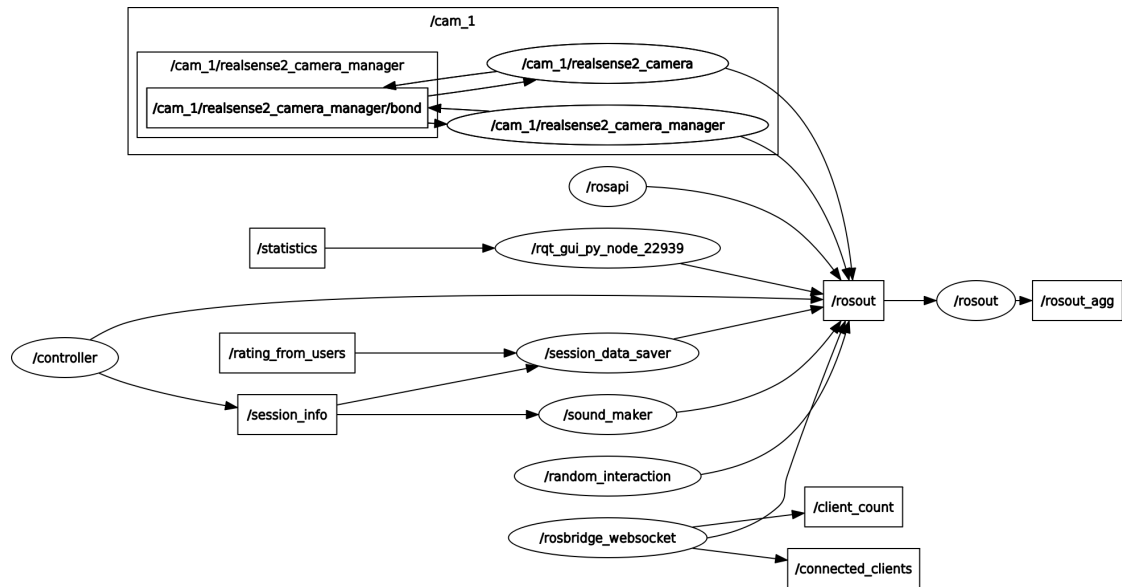 /cam_1
/cam_1/realsense2_camera_manager
/cam_1/realsense2_camera
/cam_1/realsense2_camera_manager/bond
/cam_1/realsense2_camera_manager
/rosapi
/statistics
/rqt_gui_py_node_22939
/rosout
/rosout
/rosout_agg
/controller
/rating_from_users
/session_data_saver
/session_info
/sound_maker
/random_interaction
/client_count
/rosbridge_websocket
/connected_clients